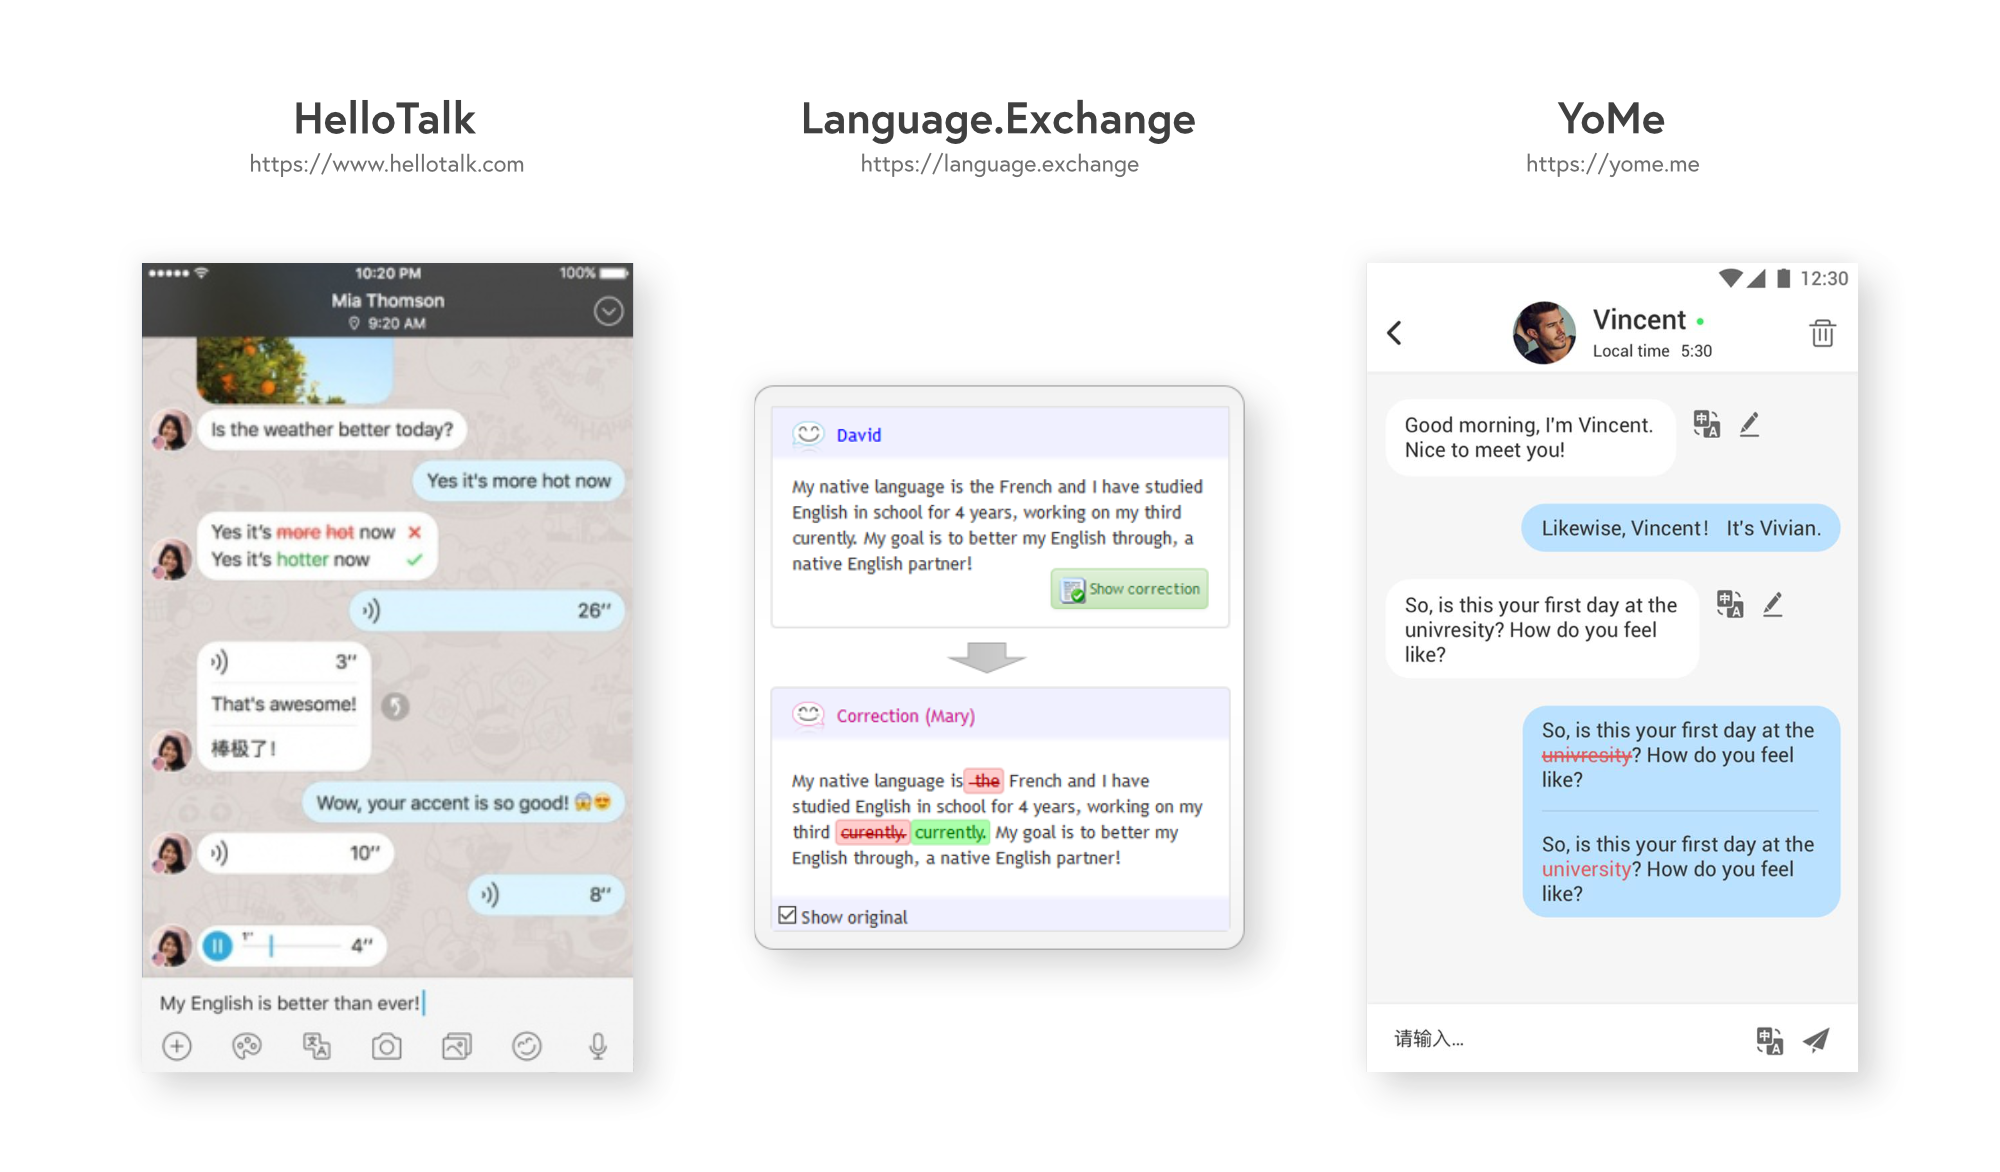 HelloTalk
https://www.hellotalk.com
10:20 PM
100%
Mia Thomson
9:20 AM
Is the weather better today?
Yes it's more hot now
Yes it's more hot now
Yes it's hotter now
26"
3"
That's awesome!
棒极了!
Wow, your accent is so good! 😱😍
10"
8"
1"
4"
My English is better than ever!
Language.Exchange
https://language.exchange
David
My native language is the French and I have studied
English in school for 4 years, working on my third
curently. My goal is to better my English through, a
native English partner!
Show correction
Correction (Mary)
My native language is the French and I have
studied English in school for 4 years, working on my
third curently. currently. My goal is to better my
English through, a native English partner!
Show original
YoMe
https://yome.me
12:30
Vincent
Local time 5:30
Good morning, I'm Vincent.
Nice to meet you!
Likewise, Vincent! It's Vivian.
So, is this your first day at the
univresity? How do you feel
like?
So, is this your first day at the
univresity? How do you feel
like?
So, is this your first day at the
university? How do you feel
like?
请输入...